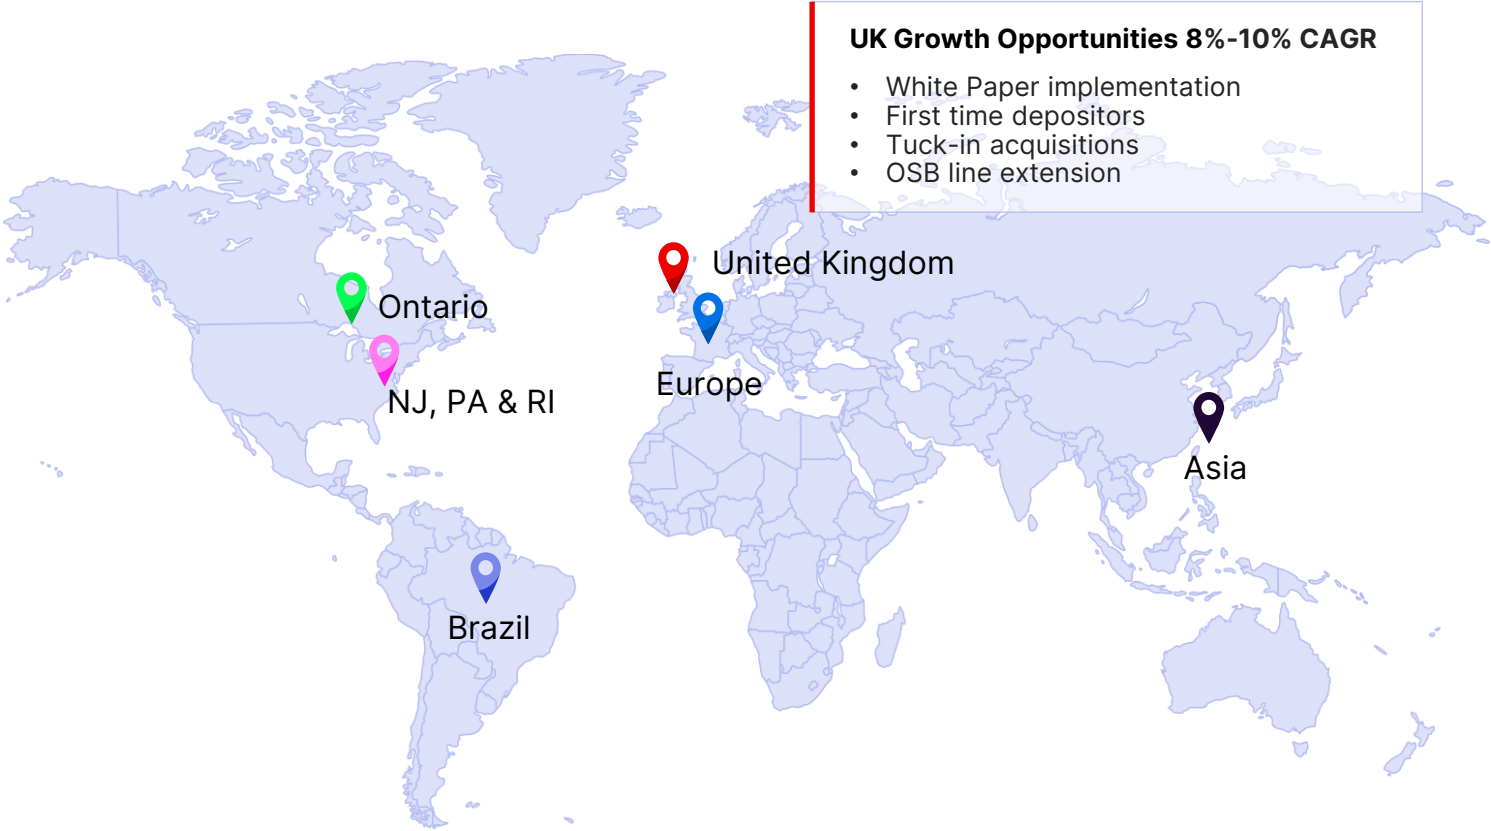 UK Growth Opportunities 8%-10% CAGR
• White Paper implementation
• First time depositors
• Tuck-in acquisitions
• OSB line extension
United Kingdom
Ontario
Europe
NJ, PA & RI
Asia
Brazil